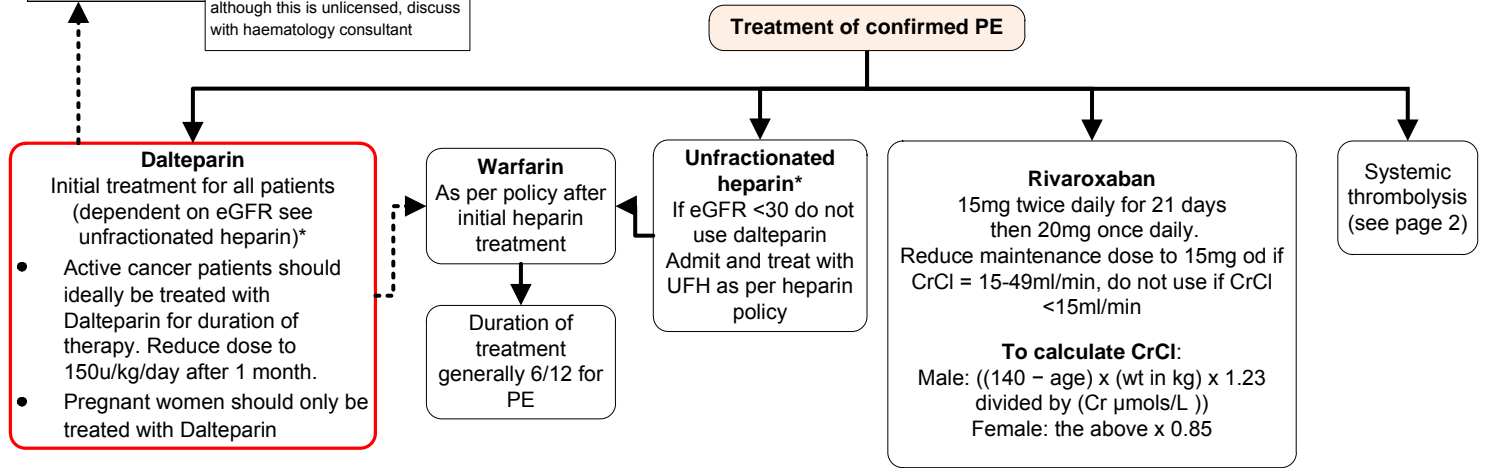 although this is unlicensed, discuss
with haematology consultant
Treatment of confirmed PE
Dalteparin
Initial treatment for all patients
(dependent on eGFR see
unfractionated heparin)*
• Active cancer patients should
ideally be treated with
Dalteparin for duration of
therapy. Reduce dose to
150u/kg/day after 1 month.
• Pregnant women should only be
treated with Dalteparin
Warfarin
As per policy after
initial heparin
treatment
Duration of
treatment
generally 6/12 for
PE
Unfractionated
heparin*
If eGFR <30 do not
use dalteparin
Admit and treat with
UFH as per heparin
policy
Rivaroxaban
15mg twice daily for 21 days
then 20mg once daily.
Reduce maintenance dose to 15mg od if
CrCl = 15-49ml/min, do not use if CrCl
<15ml/min
To calculate CrCl:
Male: ((140 − age) x (wt in kg) x 1.23
divided by (Cr µmols/L ))
Female: the above x 0.85
Systemic
thrombolysis
(see page 2)